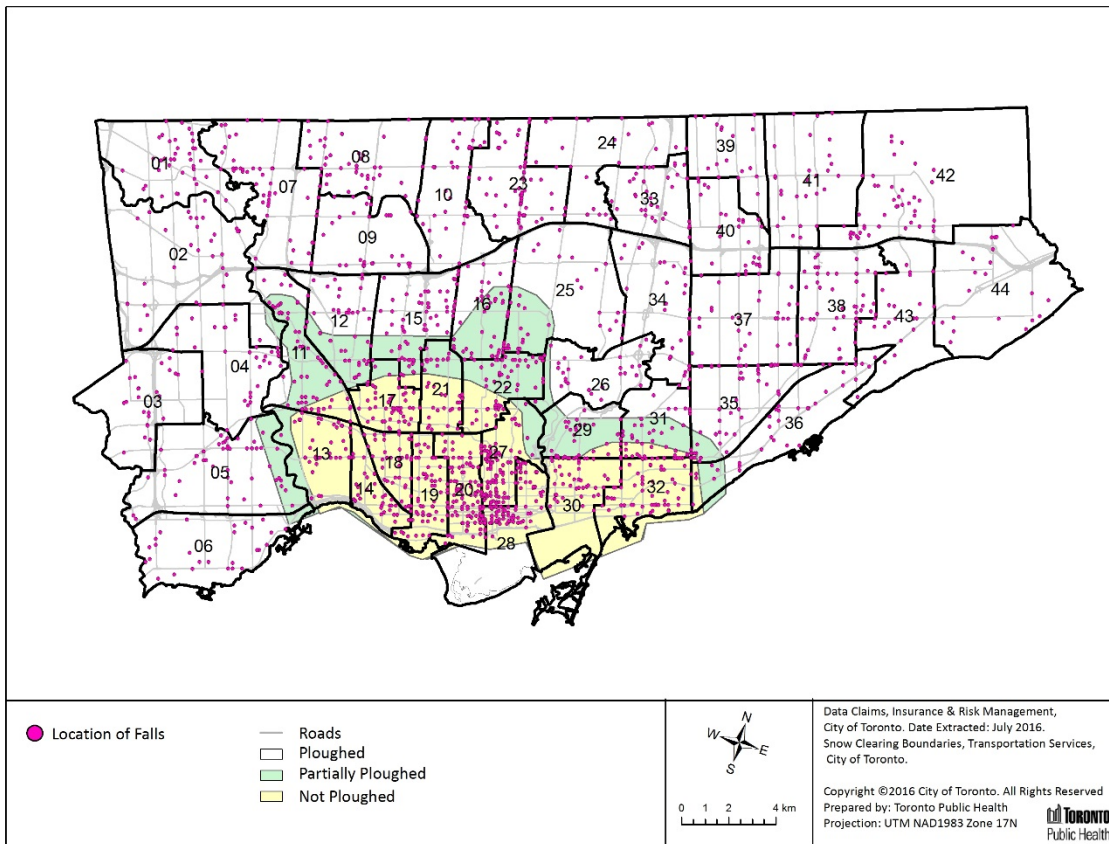 24
39
08
01
41
42
23
07
33
10
40
09
02
44
25
16
34
38
43
15
12
37
11
04
26
22
21
17
03
35
31
36
29
13
27
05
18
14
19
20
32
30
28
06
Location of Falls
Roads
Ploughed
Partially Ploughed
Not Ploughed
N
W
E
S
0 1 2 4 km
Data Claims, Insurance & Risk Management,
City of Toronto. Date Extracted: July 2016.
Snow Clearing Boundaries, Transportation Services,
City of Toronto.
Copyright ©2016 City of Toronto. All Rights Reserved
Prepared by: Toronto Public Health
Projection: UTM NAD1983 Zone 17N
TORONTO
Public Health